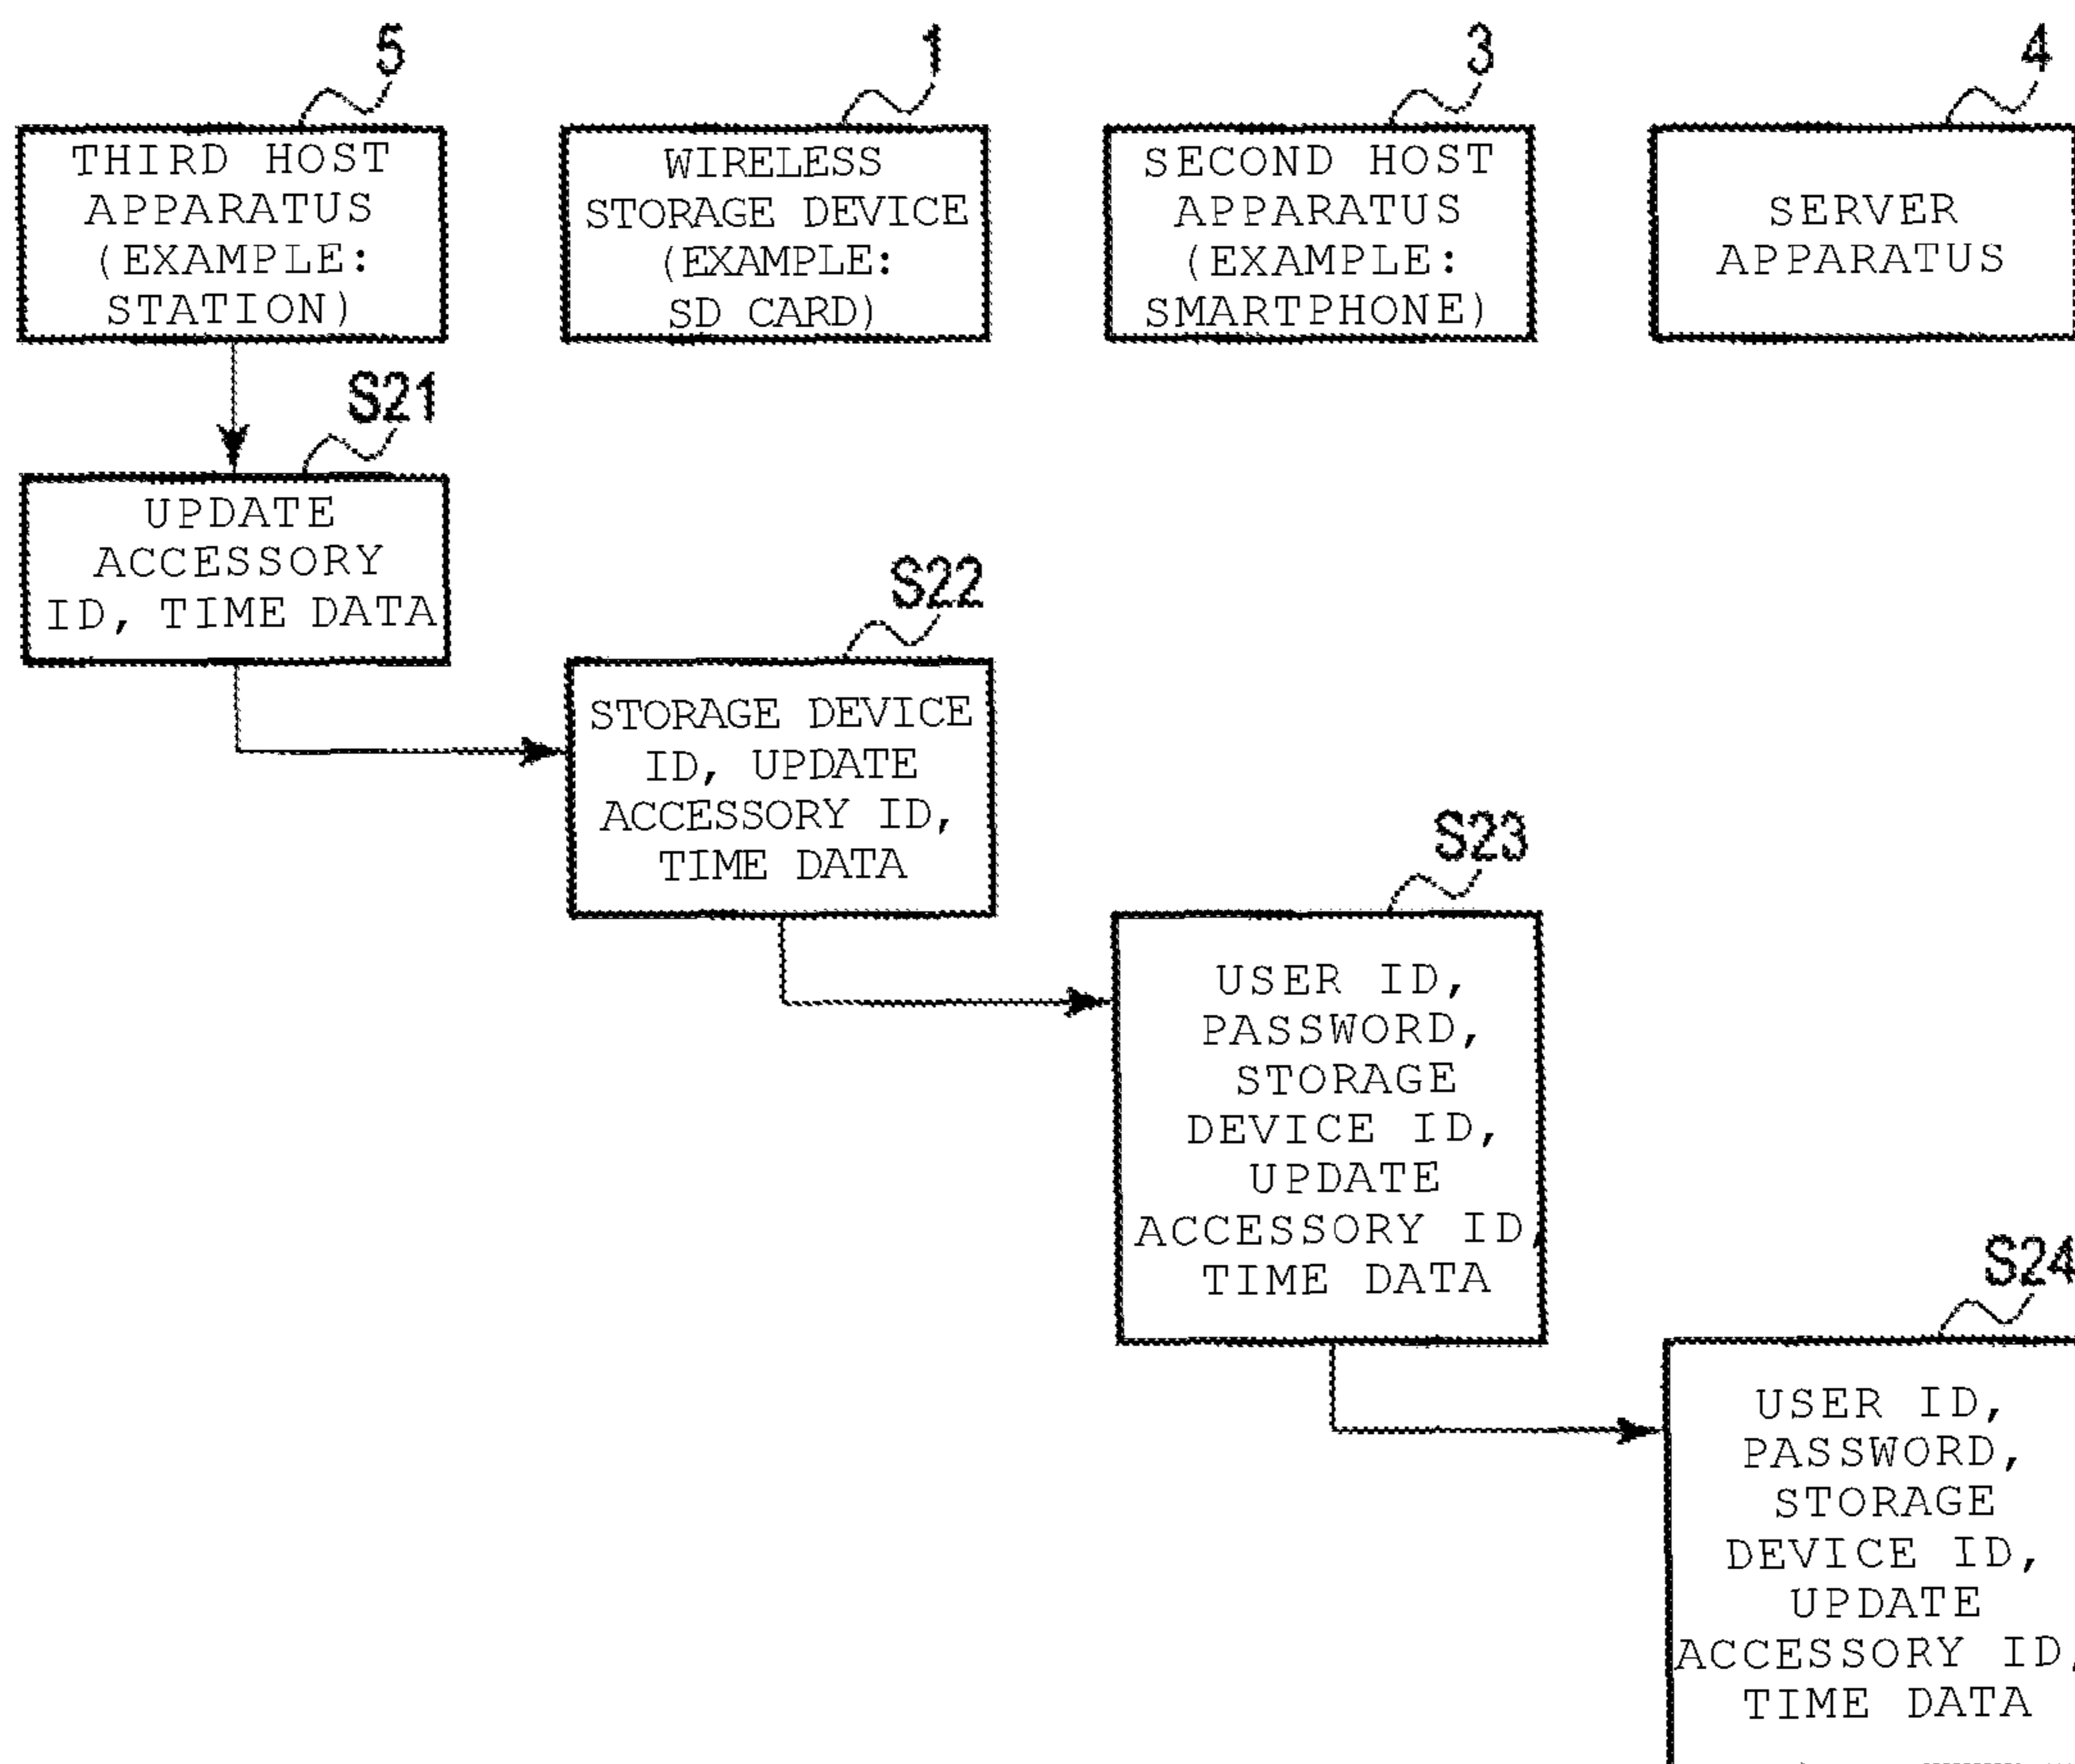 5
THIRD HOST
APPARATUS
(EXAMPLE:
STATION)
1
WIRELESS
STORAGE DEVICE
(EXAMPLE:
SD CARD)
3
SECOND HOST
APPARATUS
(EXAMPLE:
SMARTPHONE)
4
SERVER
APPARATUS
S21
UPDATE
ACCESSORY
ID, TIME DATA
S22
STORAGE DEVICE
ID, UPDATE
ACCESSORY ID,
TIME DATA
S23
USER ID,
PASSWORD,
STORAGE
DEVICE ID,
UPDATE
ACCESSORY ID,
TIME DATA
S24
USER ID,
PASSWORD,
STORAGE
DEVICE ID,
UPDATE
ACCESSORY ID,
TIME DATA